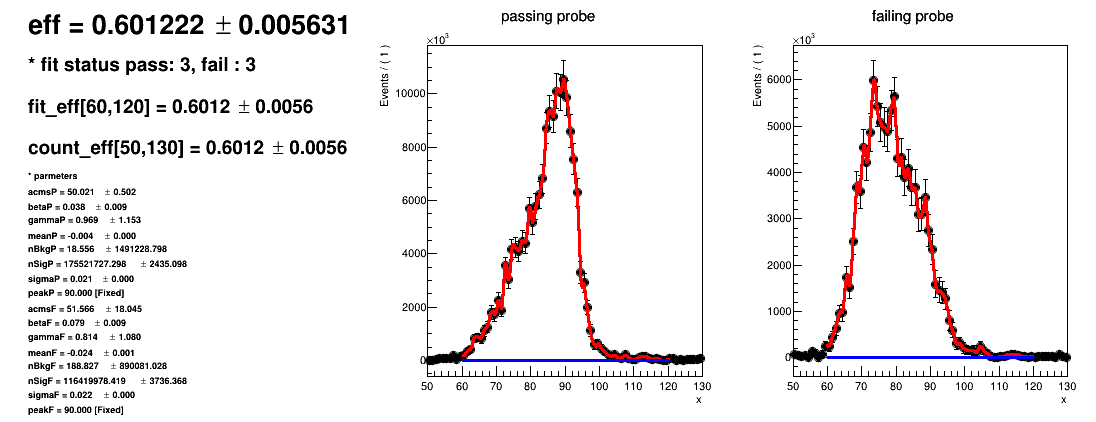 eff = 0.601222 ± 0.005631
* fit status pass: 3, fail : 3
fit_eff[60,120] = 0.6012 ± 0.0056
count_eff[50,130] = 0.6012 ± 0.0056
* parmeters
acmsP = 50.021 ± 0.502
betaP = 0.038 ± 0.009
gammaP = 0.969 ± 1.153
meanP = -0.004 ± 0.000
nBkgP = 18.556 ± 1491228.798
nSigP = 175521727.298 ± 2435.098
sigmaP = 0.021 ± 0.000
peakP = 90.000 [Fixed]
acmsF = 51.566 ± 18.045
betaF = 0.079 ± 0.009
gammaF = 0.814 ± 1.080
meanF = -0.024 ± 0.001
nBkgF = 188.827 ± 890081.028
nSigF = 116419978.419 ± 3736.368
sigmaF = 0.022 ± 0.000
peakF = 90.000 [Fixed]
passing probe
×10³
Events / ( 1 )
10000
8000
6000
4000
2000
0
50 60 70 80 90 100 110 120 130
x
failing probe
×10³
Events / ( 1 )
6000
5000
4000
3000
2000
1000
0
50 60 70 80 90 100 110 120 130
x